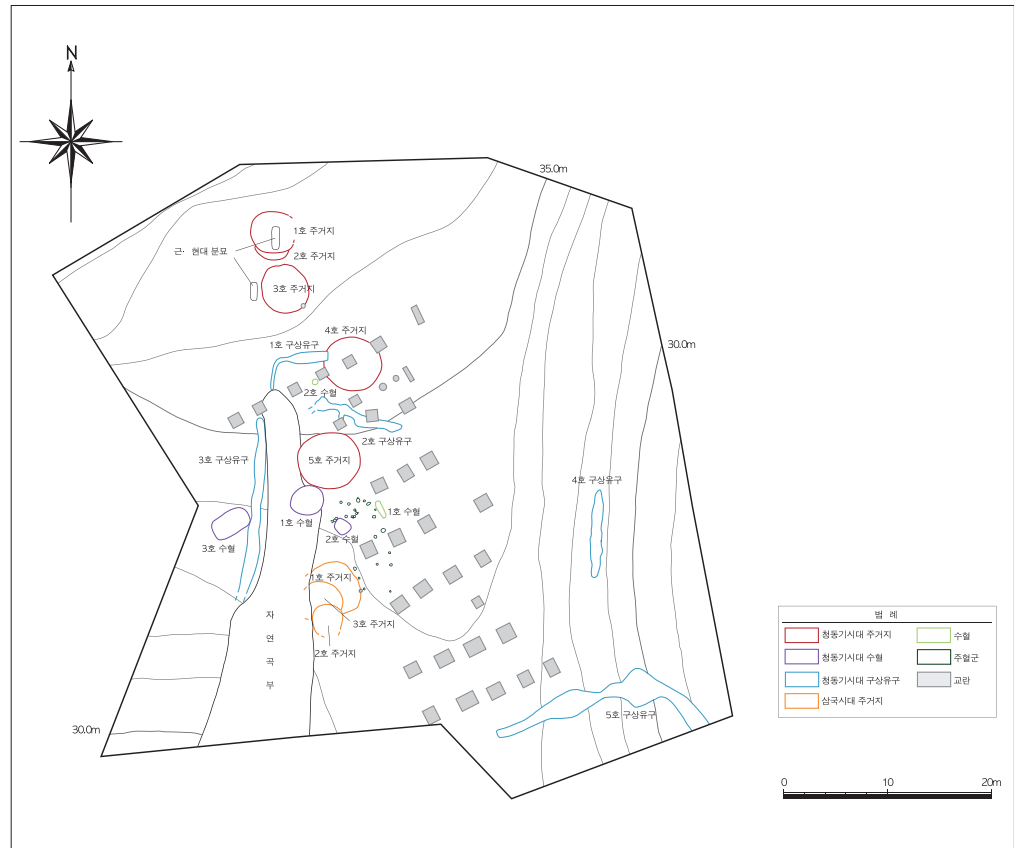 N
35.0m
1호 주거지
근· 현대 분묘
2호 주거지
3호 주거지
4호 주거지
1호 구상유구
30.0m
2호 수혈
2호 구상유구
3호 구상유구
5호 주거지
4호 구상유구
1호 수혈
1호 수혈
2호 수혈
3호 수혈
1호 주거지
3호 주거지
2호 주거지
자
연
곡
부
30.0m
5호 구상유구
범 례
청동기시대 주거지
수혈
청동기시대 수혈
주혈군
청동기시대 구상유구
교란
삼국시대 주거지
0 10 20m